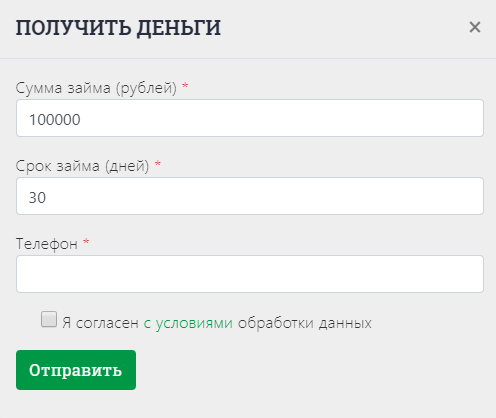 ПОЛУЧИТЬ ДЕНЬГИ ×
Сумма займа (рублей) *
100000
Срок займа (дней) *
30
Телефон *
Я согласен с условиями обработки данных
Отправить